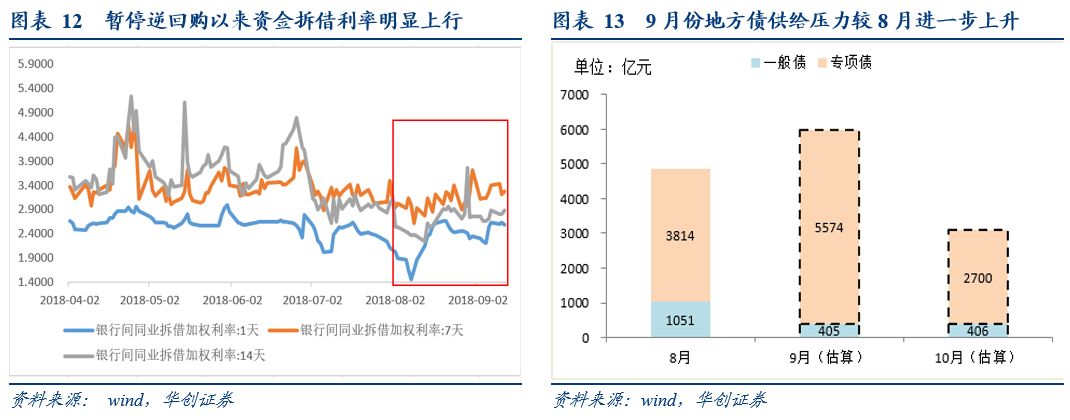 图表 12 暂停逆回购以来资金拆借利率明显上行
5.9000
5.4000
4.9000
4.4000
3.9000
3.4000
2.9000
2.4000
1.9000
1.4000
2018-04-02 2018-05-02 2018-06-02 2018-07-02 2018-08-02 2018-09-02
银行间同业拆借加权利率:1天 银行间同业拆借加权利率:7天
银行间同业拆借加权利率:14天
资料来源： wind，华创证券
图表 13 9月份地方债供给压力较8月进一步上升
单位：亿元
一般债 专项债
7000
6000
5000
4000
3000
2000
1000
0
3814
5574
2700
1051
405
406
8月 9月（估算） 10月（估算）
资料来源：wind，华创证券